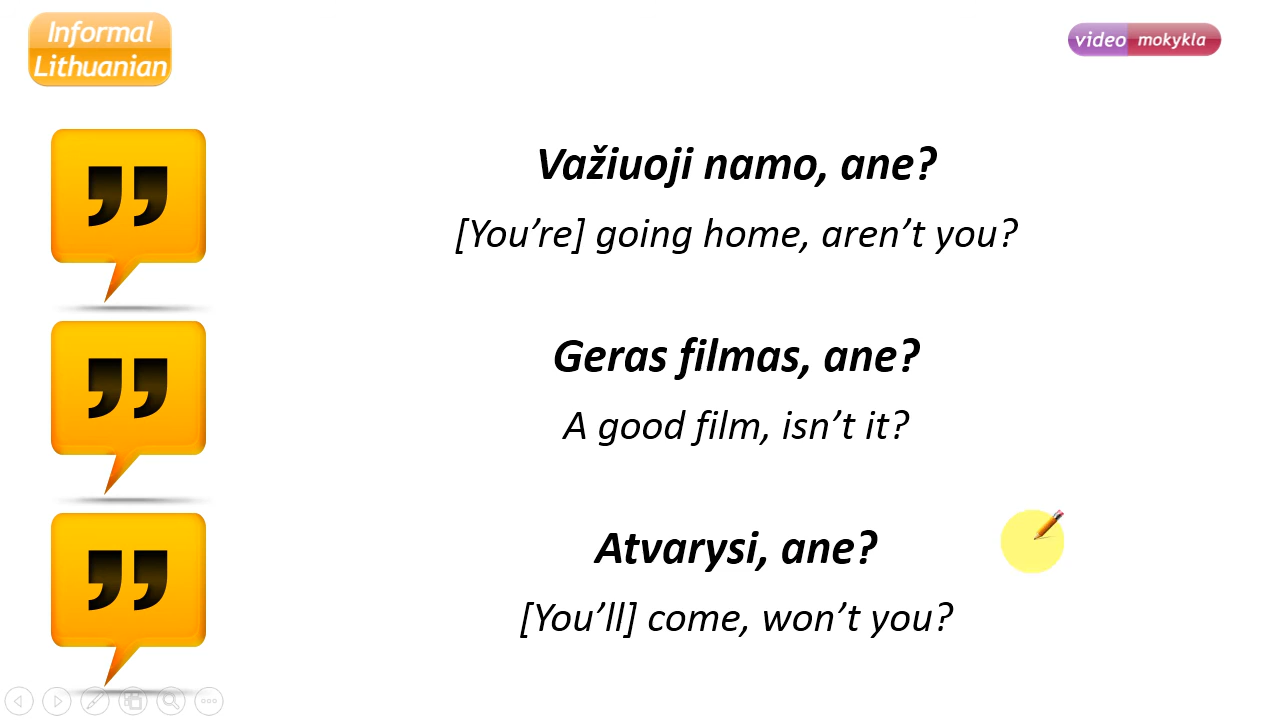 Informal
Lithuanian
video mokykla
Važiuoji namo, ane?
[You’re] going home, aren’t you?
Geras filmas, ane?
A good film, isn’t it?
Atvarysi, ane?
[You’ll] come, won’t you?